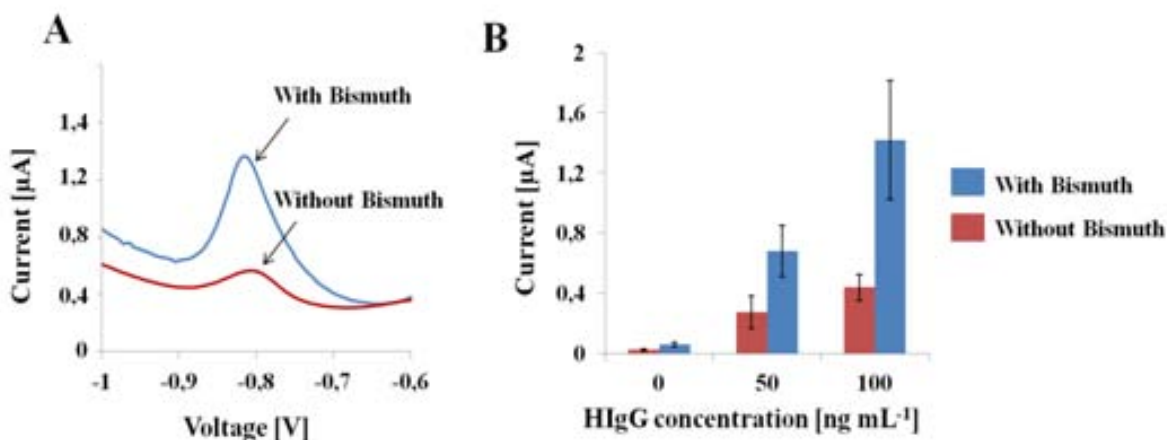 A
Current [µA]
1,4
1,2
0,8
0,4
0
-1
-0,9
-0,8
-0,7
-0,6
Voltage [V]
With Bismuth
Without Bismuth
B
Current [µA]
2
1,6
1,2
0,8
0,4
0
0
50
100
HIgG concentration [ng mL⁻¹]
With Bismuth
Without Bismuth